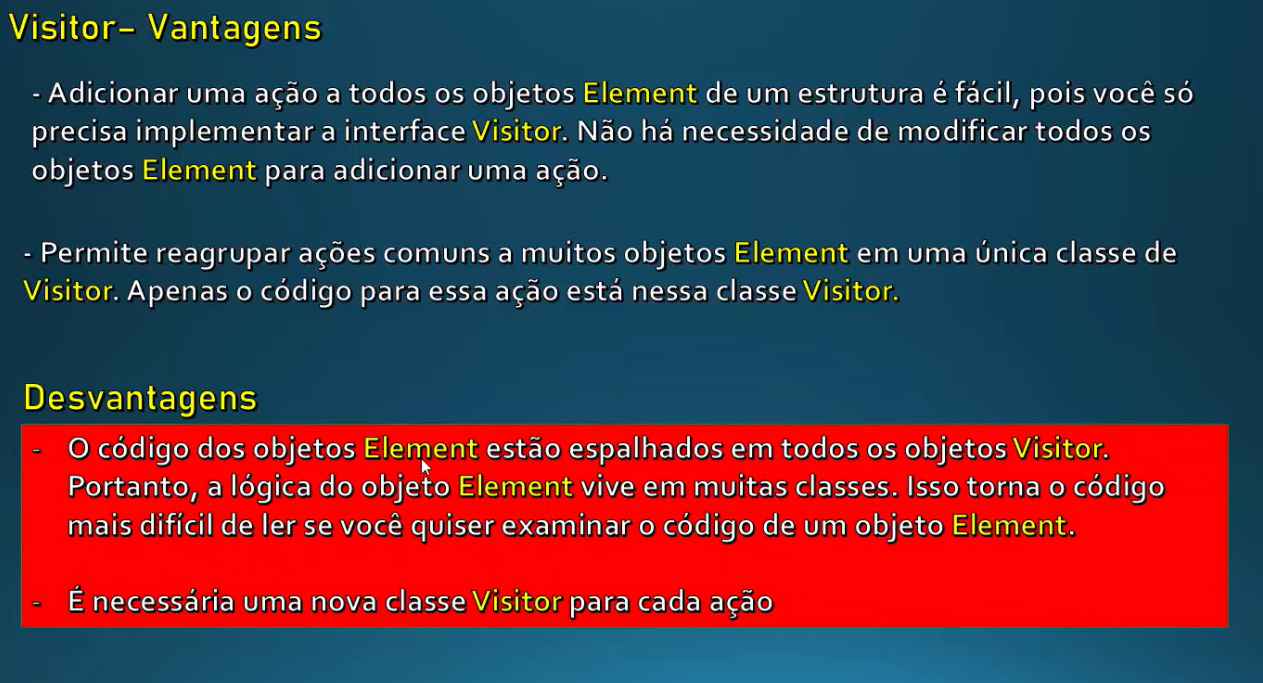 Visitor– Vantagens
- Adicionar uma ação a todos os objetos Element de um estrutura é fácil, pois você só
precisa implementar a interface Visitor. Não há necessidade de modificar todos os
objetos Element para adicionar uma ação.
- Permite reagrupar ações comuns a muitos objetos Element em uma única classe de
Visitor. Apenas o código para essa ação está nessa classe Visitor.
Desvantagens
- O código dos objetos Element estão espalhados em todos os objetos Visitor.
Portanto, a lógica do objeto Element vive em muitas classes. Isso torna o código
mais difícil de ler se você quiser examinar o código de um objeto Element.
- É necessária uma nova classe Visitor para cada ação